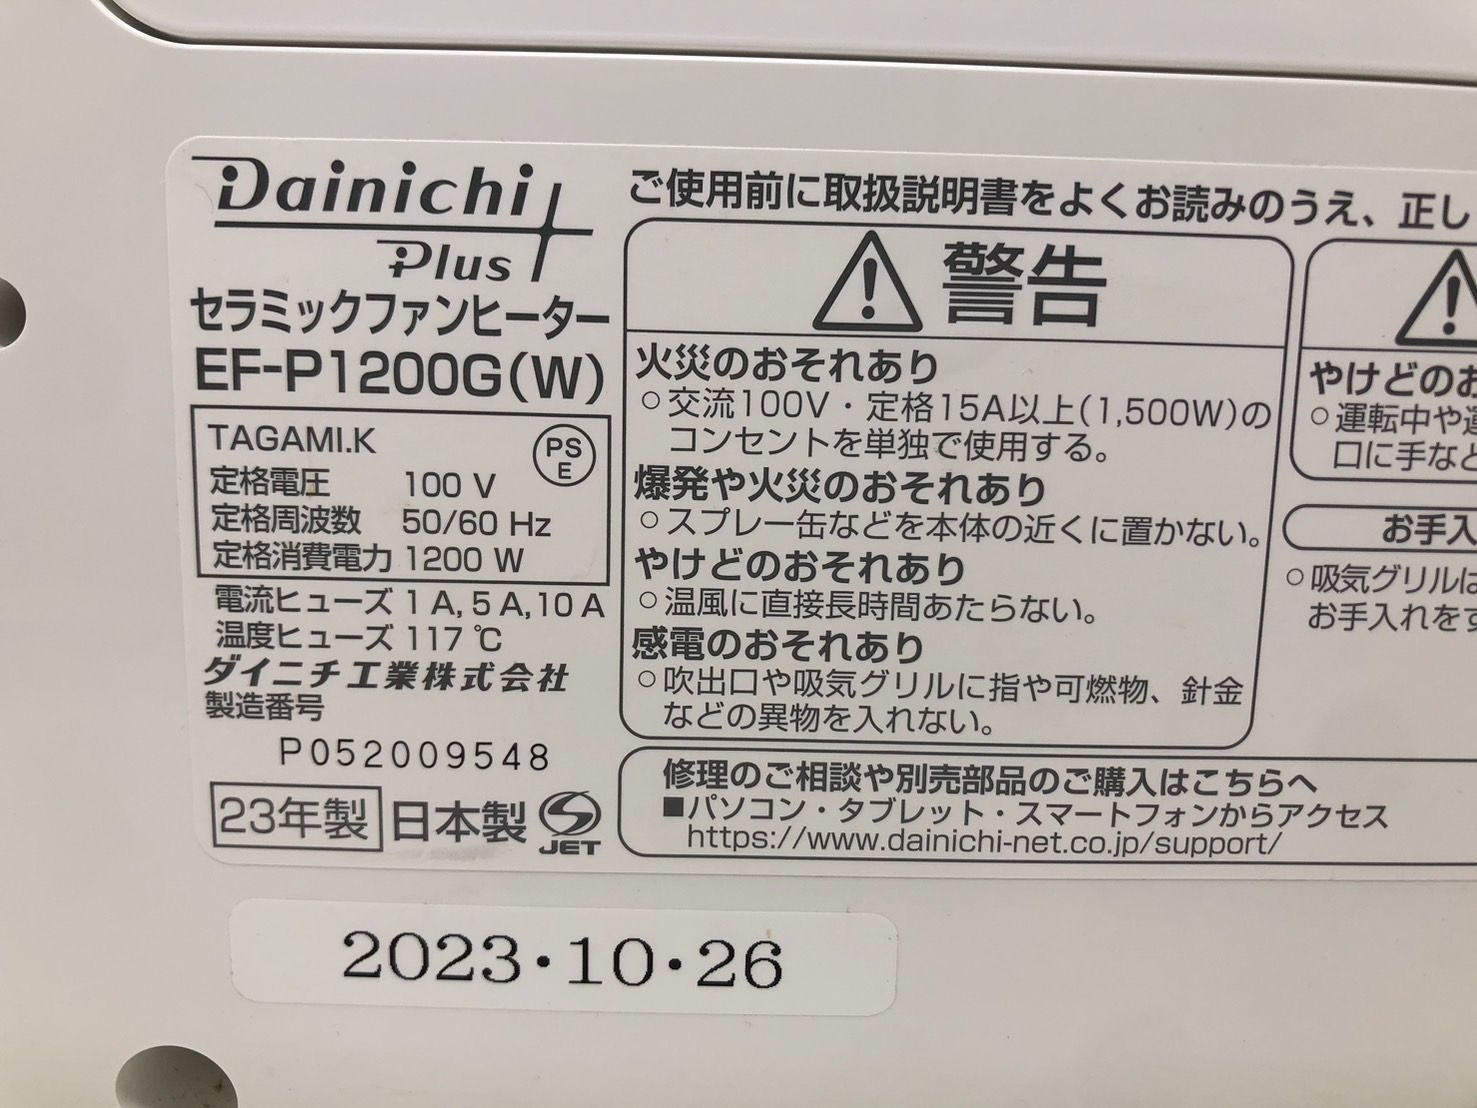 Dainichi
Plus
セラミックファンヒーター
EF-P1200G(W)
TAGAMI.K
PS
E
定格電圧 100 V
定格周波数 50/60 Hz
定格消費電力 1200 W
電流ヒューズ 1 A, 5 A, 10 A
温度ヒューズ 117 ℃
ダイニチ工業株式会社
製造番号
P052009548
23年製 日本製
JET
ご使用前に取扱説明書をよくお読みのうえ、正し
警告
火災のおそれあり
○交流100V・定格15A以上(1,500W)の
コンセントを単独で使用する。
爆発や火災のおそれあり
○スプレー缶などを本体の近くに置かない。
やけどのおそれあり
○温風に直接長時間あたらない。
感電のおそれあり
○吹出口や吸気グリルに指や可燃物、針金
などの異物を入れない。
修理のご相談や別売部品のご購入はこちらへ
■パソコン・タブレット・スマートフォンからアクセス
https://www.dainichi-net.co.jp/support/
やけどのお
○運転中や運
口に手など
お手入
○吸気グリルは
お手入れをす
2023・10・26